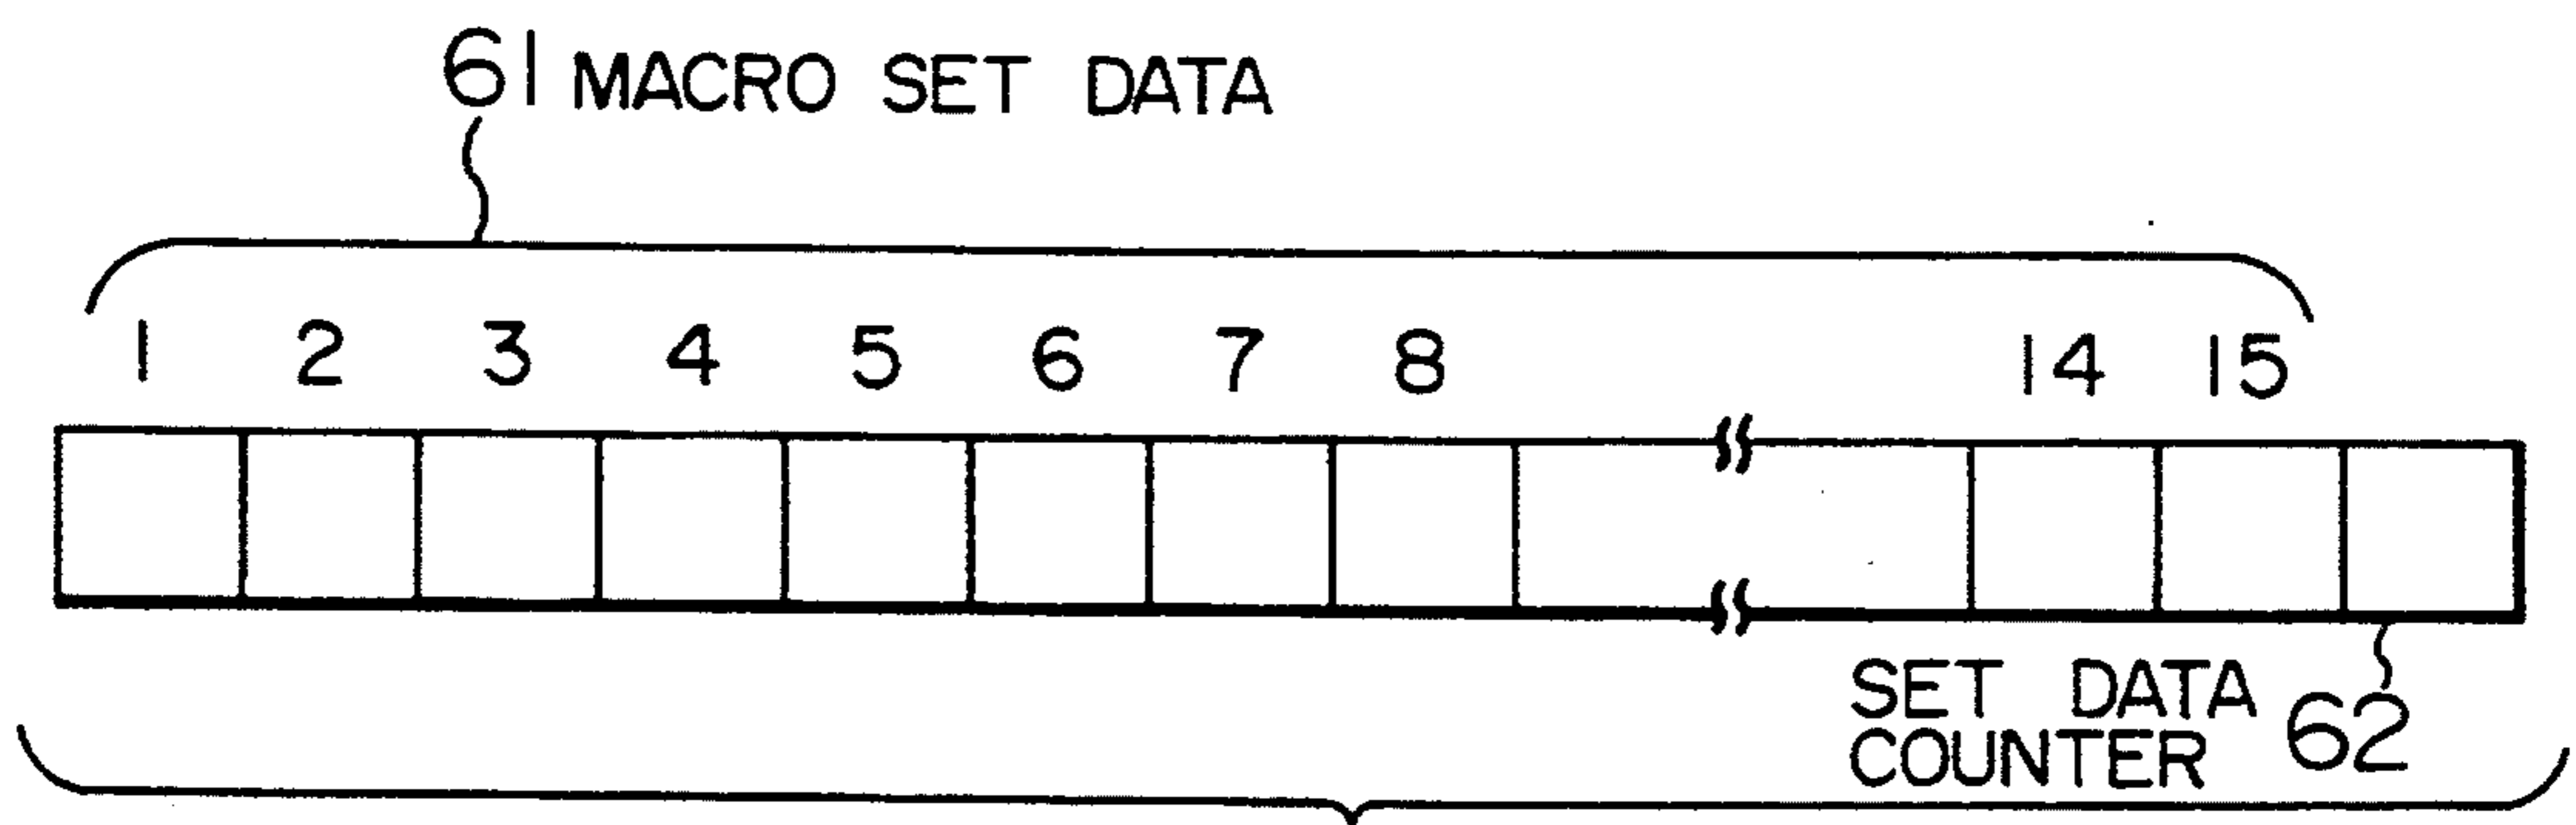 61 MACRO SET DATA
1 2 3 4 5 6 7 8 14 15
SET DATA
COUNTER 62